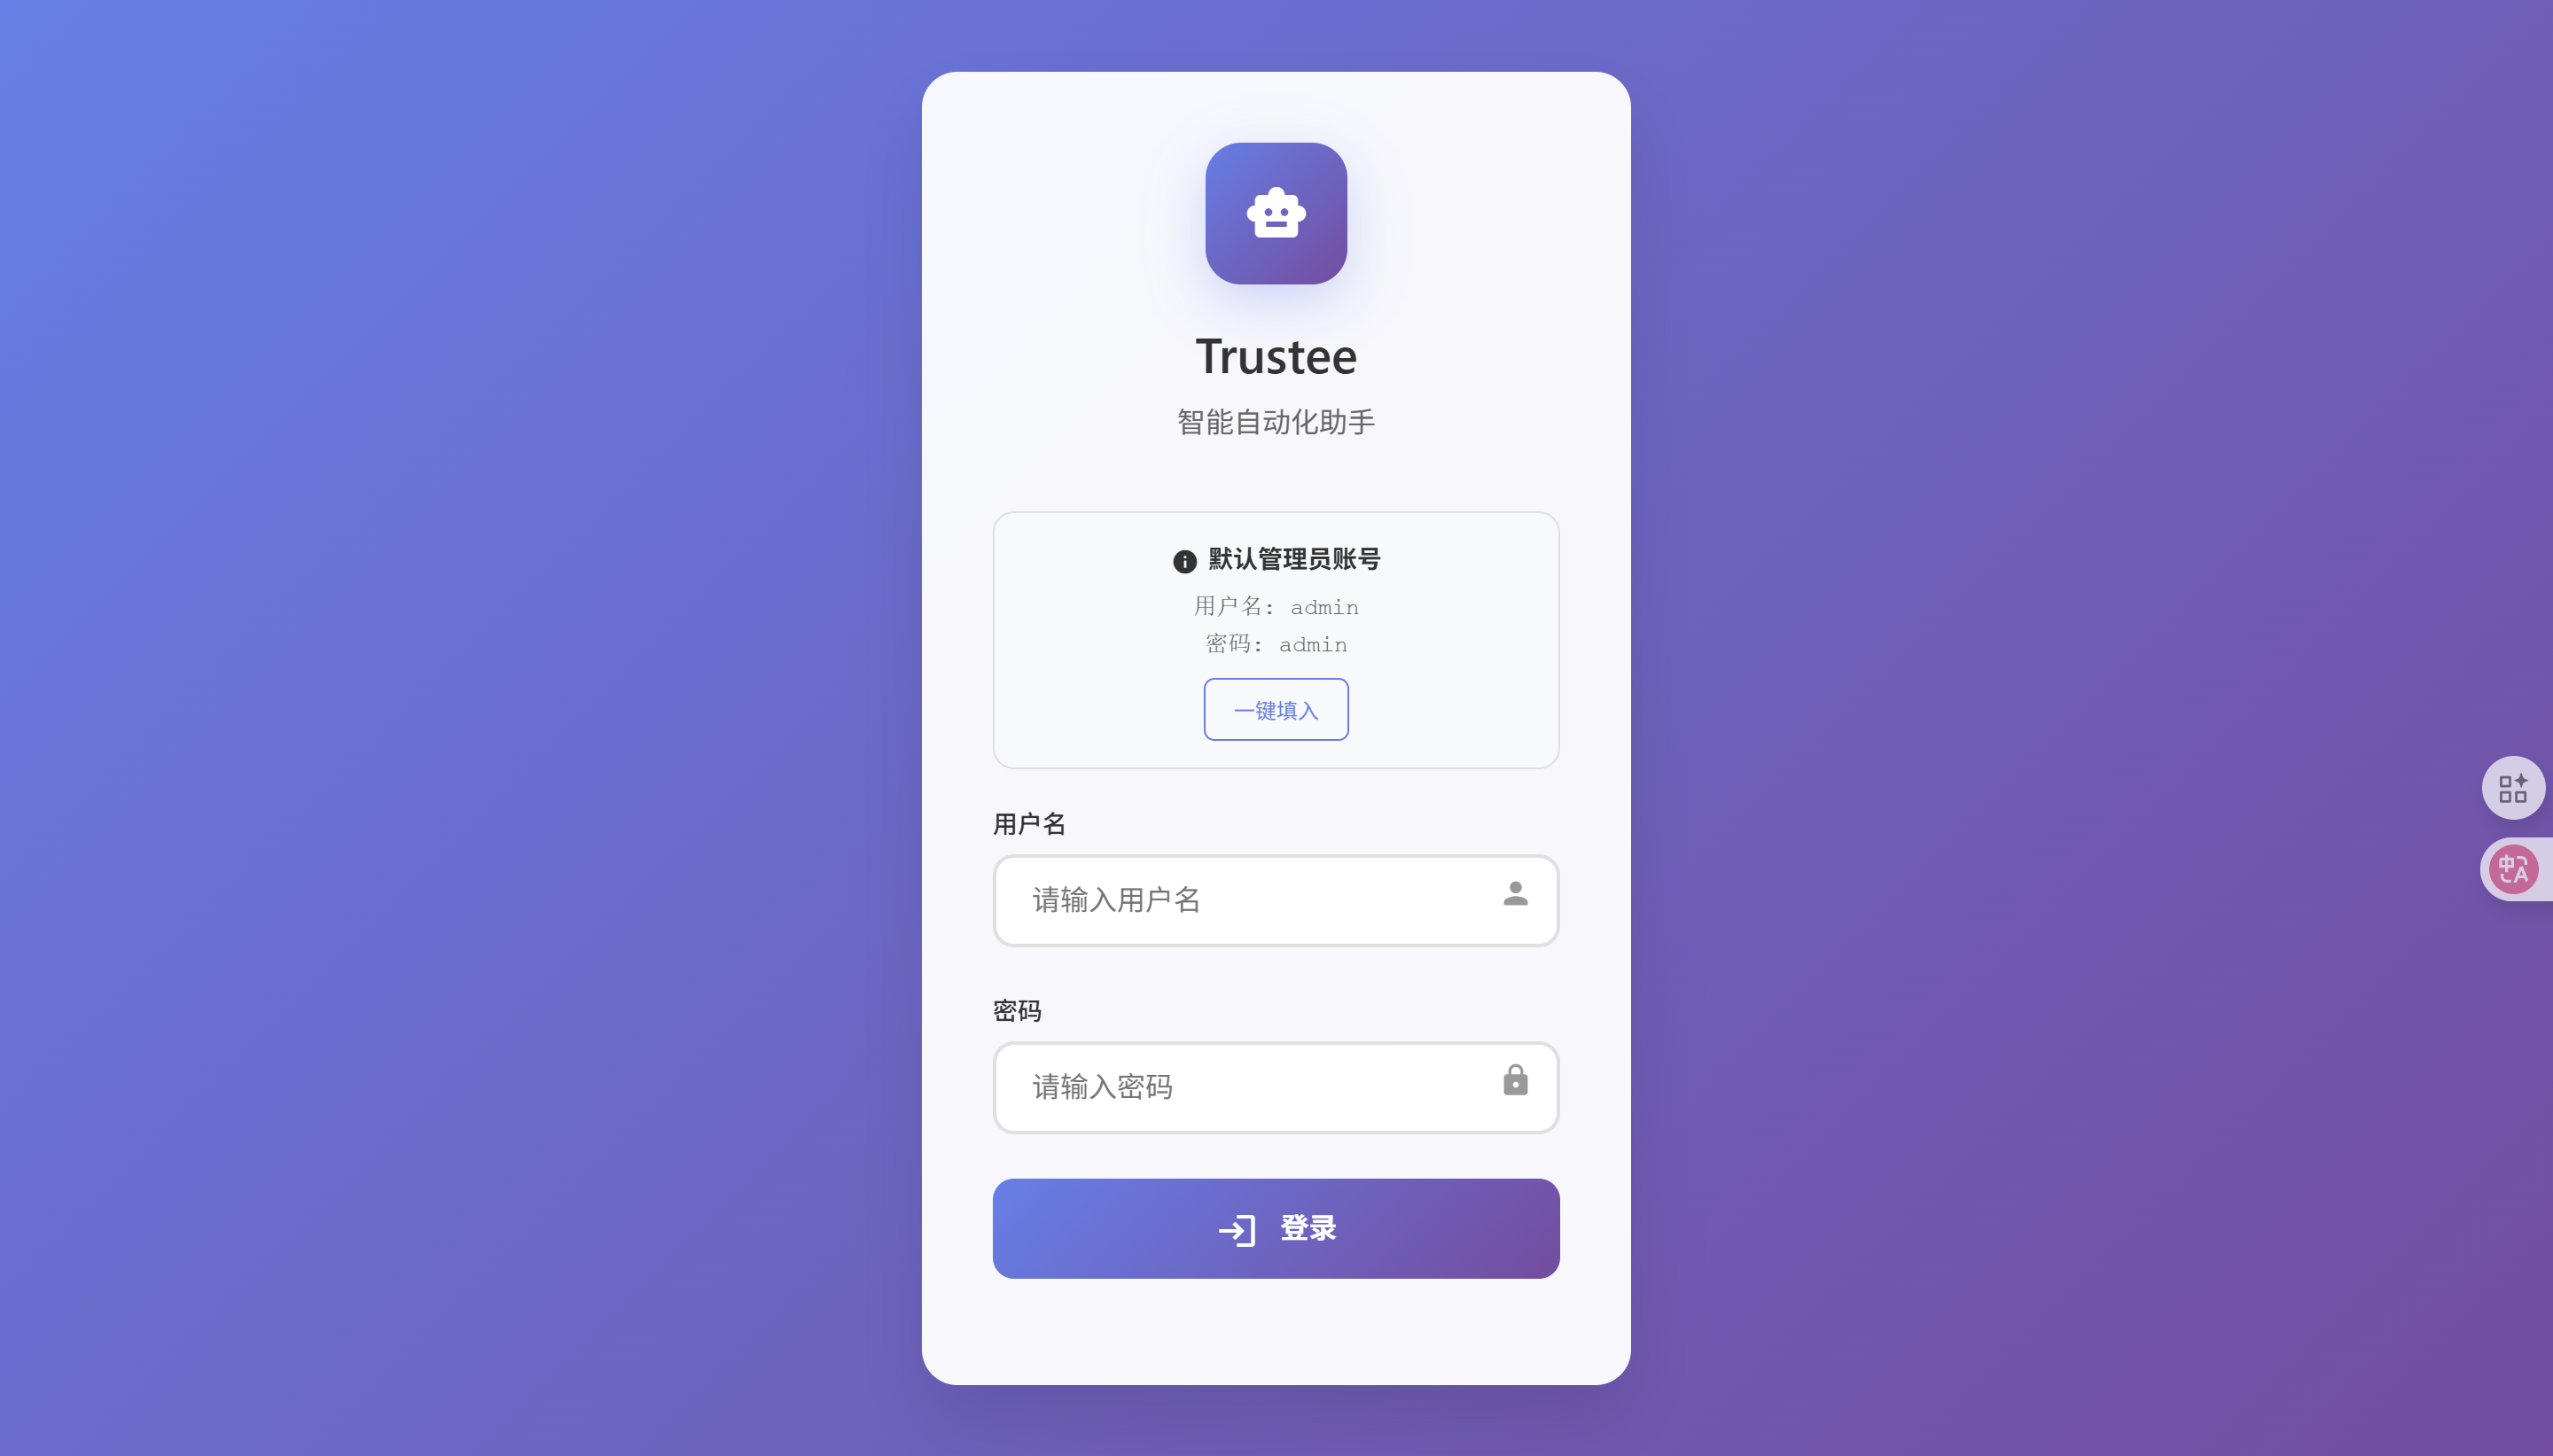 Trustee
智能自动化助手
默认管理员账号
用户名: admin
密码: admin
一键填入
用户名
请输入用户名
密码
请输入密码
登录
中A